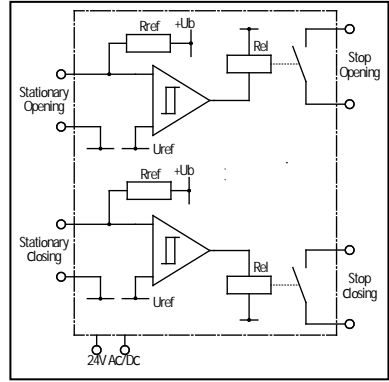 Rref
+Ub
Rel
Stop
Opening
Stationary
Opening
Uref
Rref
+Ub
Rel
Stationary
Closing
Stop
Closing
Uref
24V Ac/Dc